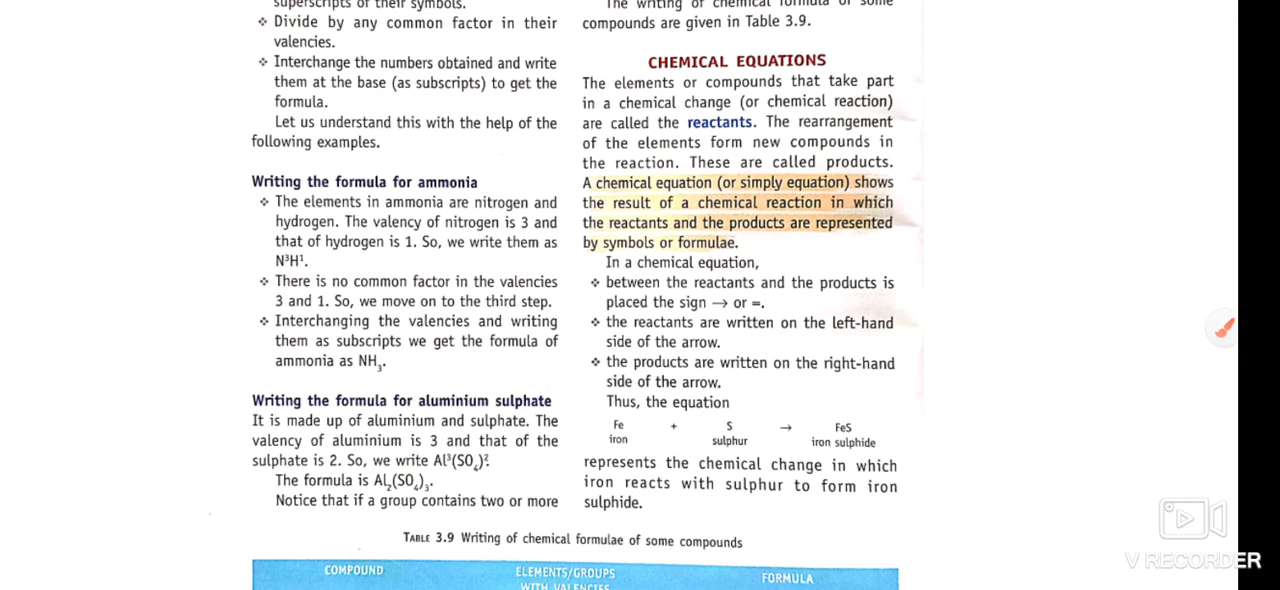 superscripts of their symbols.
❖ Divide by any common factor in their
valencies.
❖ Interchange the numbers obtained and write
them at the base (as subscripts) to get the
formula.
Let us understand this with the help of the
following examples.
Writing the formula for ammonia
❖ The elements in ammonia are nitrogen and
hydrogen. The valency of nitrogen is 3 and
that of hydrogen is 1. So, we write them as
N³H¹.
❖ There is no common factor in the valencies
3 and 1. So, we move on to the third step.
❖ Interchanging the valencies and writing
them as subscripts we get the formula of
ammonia as NH₃.
Writing the formula for aluminium sulphate
It is made up of aluminium and sulphate. The
valency of aluminium is 3 and that of the
sulphate is 2. So, we write Al³(SO₄)².
The formula is Al₂(SO₄)₃.
Notice that if a group contains two or more
The writing of chemical formula of some
compounds are given in Table 3.9.
CHEMICAL EQUATIONS
The elements or compounds that take part
in a chemical change (or chemical reaction)
are called the reactants. The rearrangement
of the elements form new compounds in
the reaction. These are called products.
A chemical equation (or simply equation) shows
the result of a chemical reaction in which
the reactants and the products are represented
by symbols or formulae.
In a chemical equation,
❖ between the reactants and the products is
placed the sign → or =.
❖ the reactants are written on the left-hand
side of the arrow.
❖ the products are written on the right-hand
side of the arrow.
Thus, the equation
Fe + S → FeS
iron sulphur iron sulphide
represents the chemical change in which
iron reacts with sulphur to form iron
sulphide.
TABLE 3.9 Writing of chemical formulae of some compounds
COMPOUND ELEMENTS/GROUPS FORMULA
WITH VALENCIES
V RECORDER